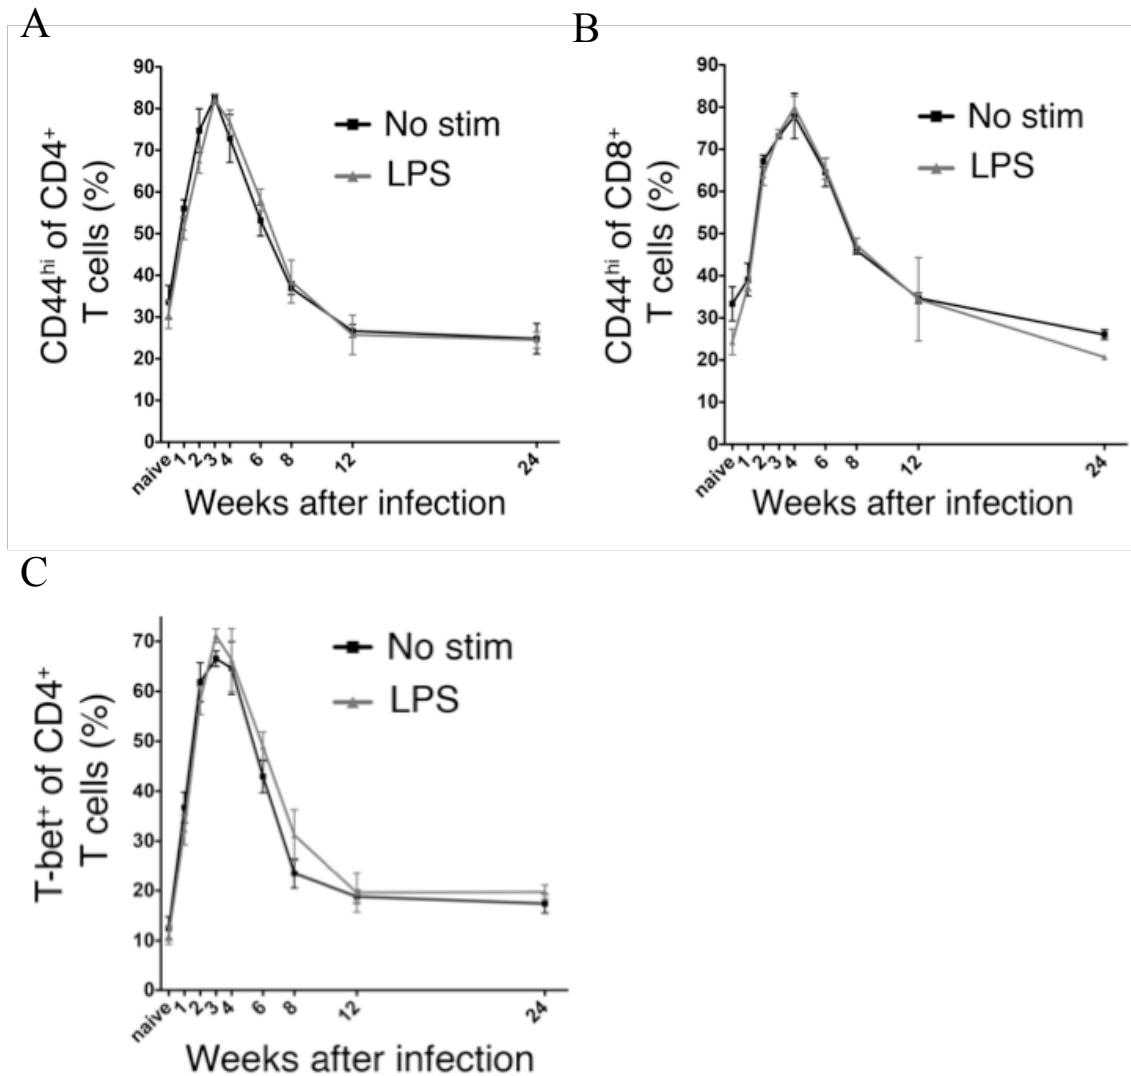 A
CD44ʰⁱ of CD4⁺
T cells (%)
90
80
70
60
50
40
30
20
10
0
No stim
LPS
naive 1 2 3 4 6 8 12 24
Weeks after infection
B
CD44ʰⁱ of CD8⁺
T cells (%)
90
80
70
60
50
40
30
20
10
0
No stim
LPS
naive 1 2 3 4 6 8 12 24
Weeks after infection
C
T-bet⁺ of CD4⁺
T cells (%)
70
60
50
40
30
20
10
0
No stim
LPS
naive 1 2 3 4 6 8 12 24
Weeks after infection